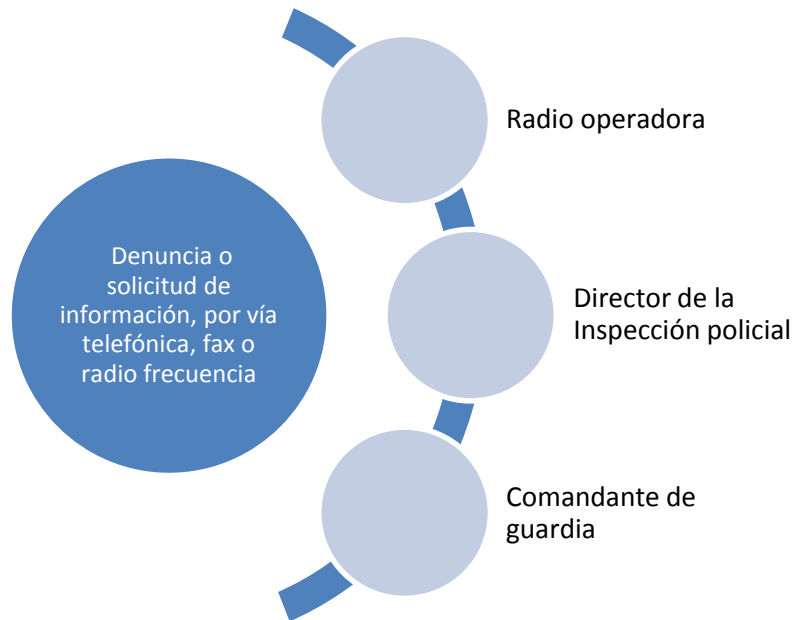 Denuncia o
solicitud de
información, por vía
telefónica, fax o
radio frecuencia
Radio operadora
Director de la
Inspección policial
Comandante de
guardia